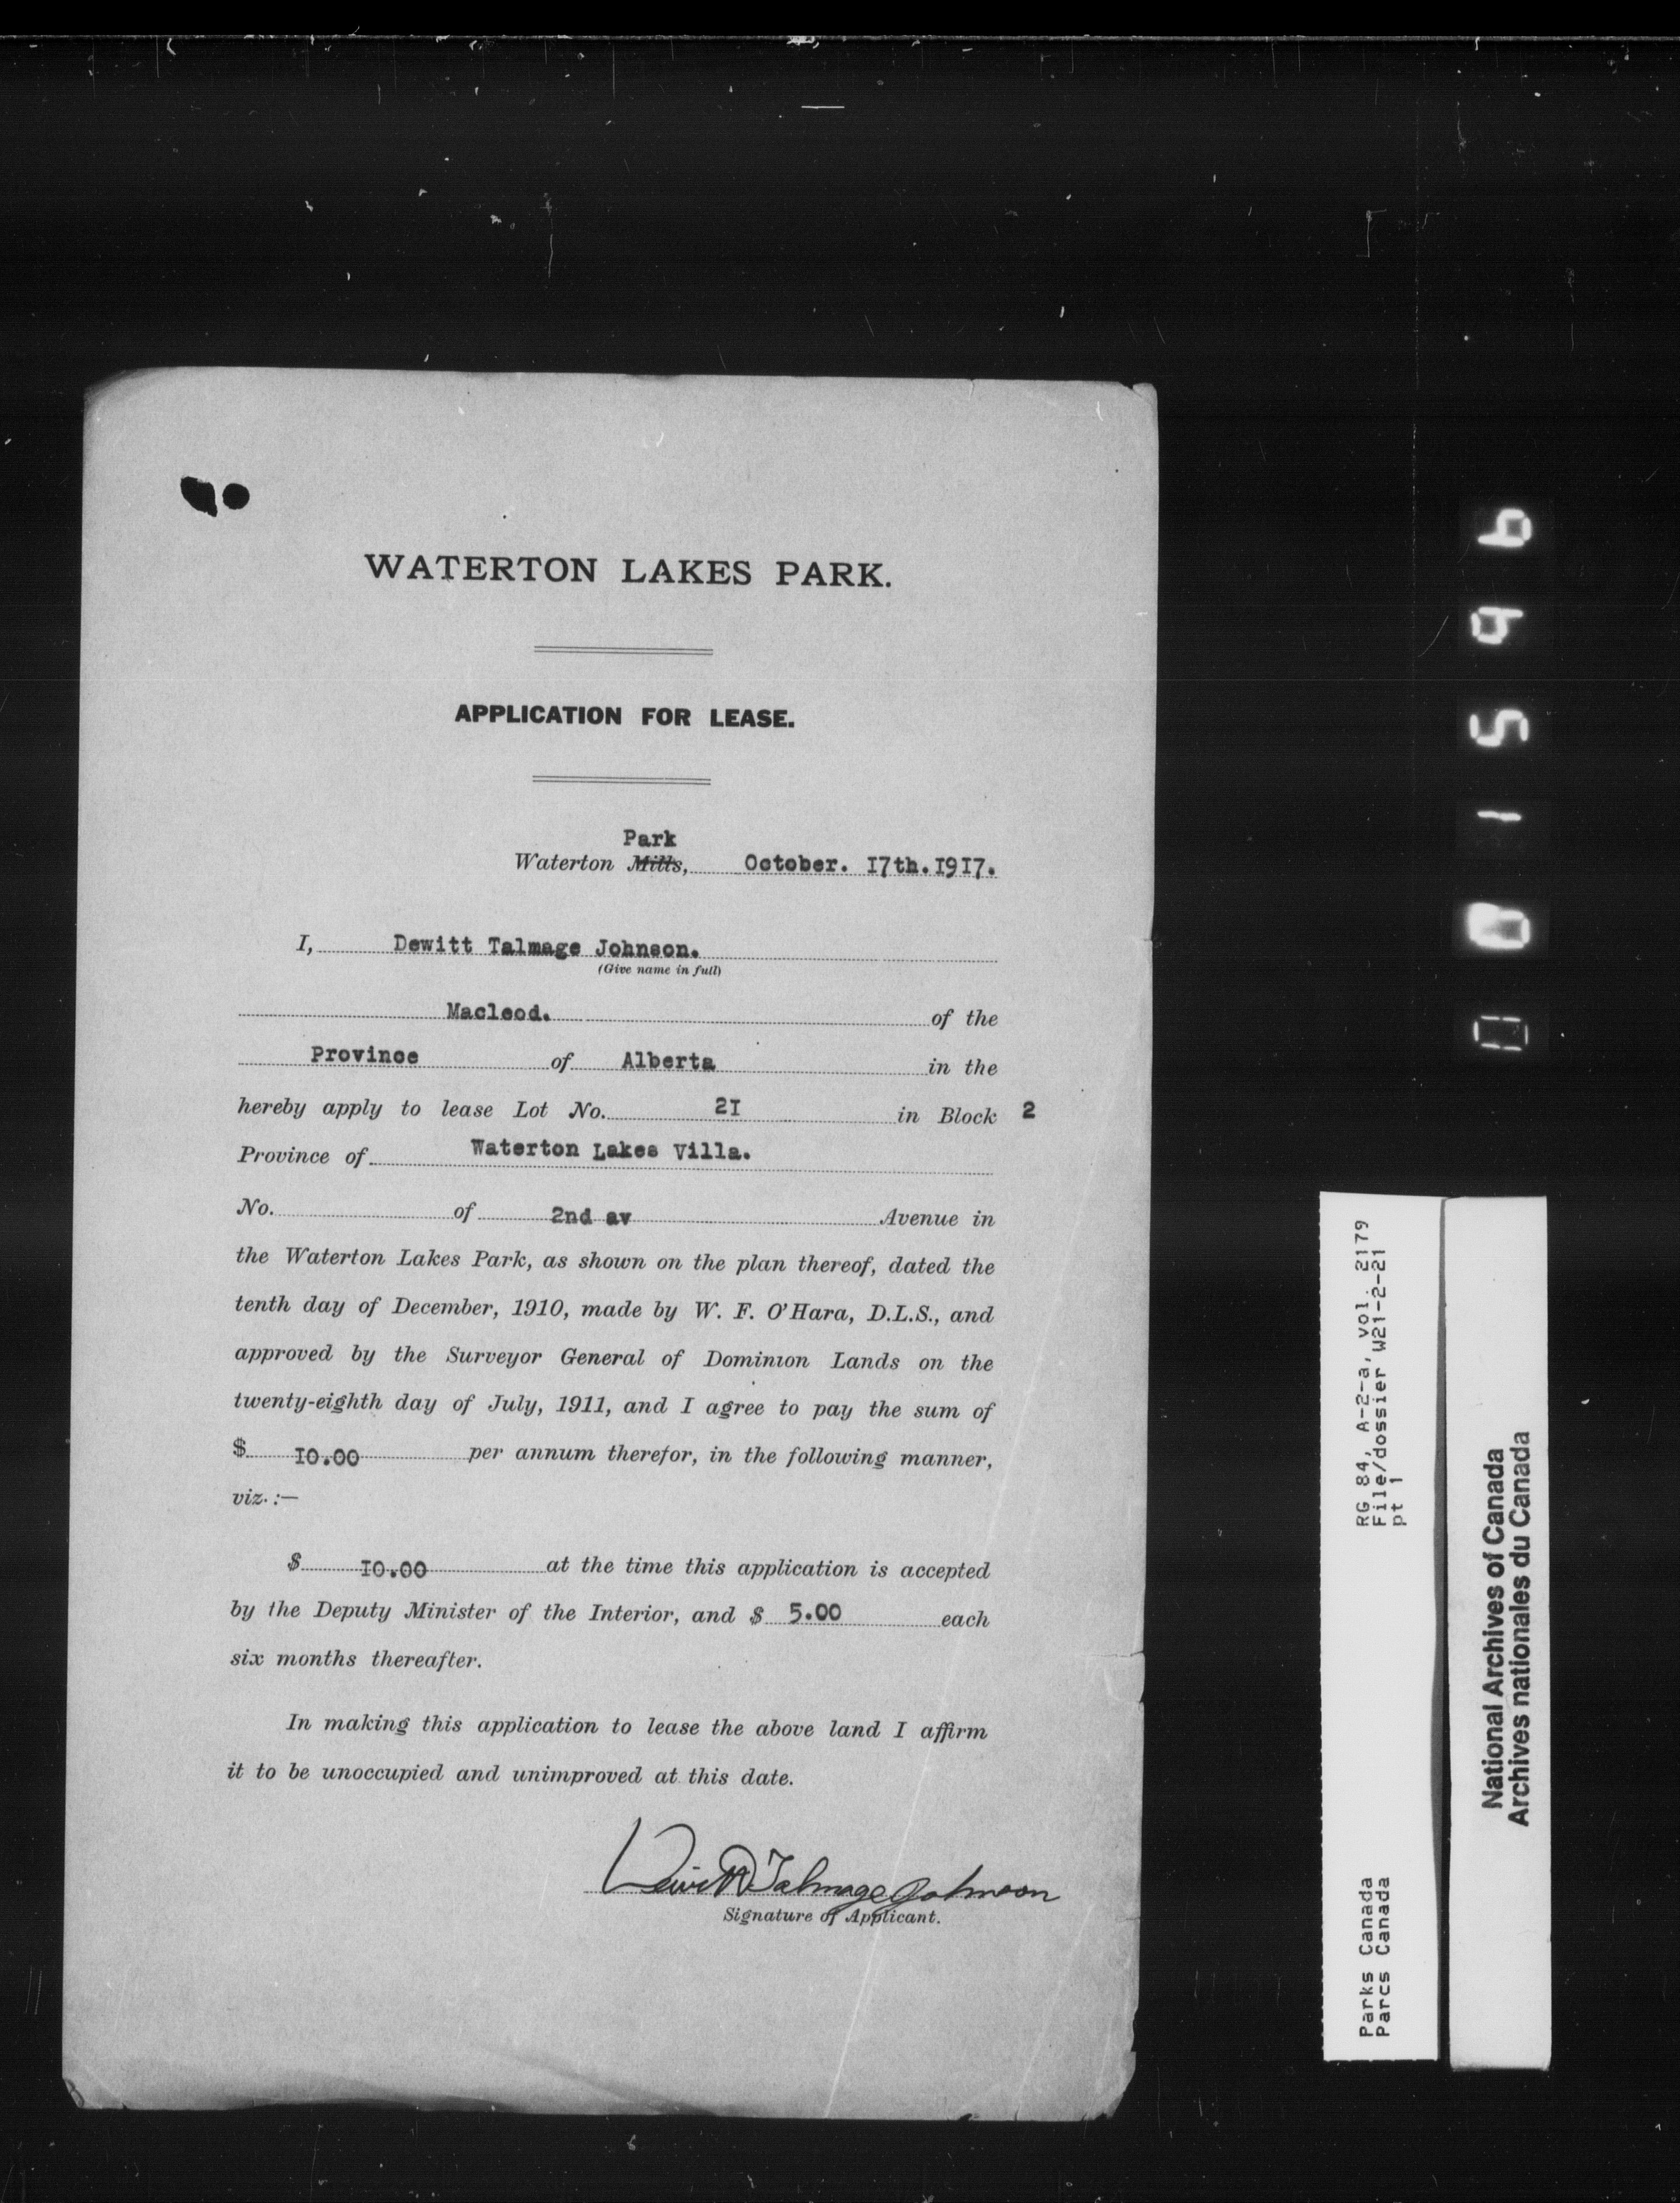 WATERTON LAKES PARK.
APPLICATION FOR LEASE.
Park
Waterton Mills, October. 17th. 1917.
I, Dewitt Talmage Johnson.
(Give name in full)
Macleod. of the
Province of Alberta in the
hereby apply to lease Lot No. 21 in Block 2
Province of Waterton Lakes Villa.
No. of 2nd av Avenue in
the Waterton Lakes Park, as shown on the plan thereof, dated the
tenth day of December, 1910, made by W. F. O'Hara, D.L.S., and
approved by the Surveyor General of Dominion Lands on the
twenty-eighth day of July, 1911, and I agree to pay the sum of
$ 10.00 per annum therefor, in the following manner,
viz. :—
$ 10.00 at the time this application is accepted
by the Deputy Minister of the Interior, and $ 5.00 each
six months thereafter.
In making this application to lease the above land I affirm
it to be unoccupied and unimproved at this date.
Dewitt Talmage Johnson
Signature of Applicant.
001596
RG 84, A-2-a, vol. 2179
File/dossier W21-2-21
pt 1
Parks Canada
Parcs Canada
National Archives of Canada
Archives nationales du Canada